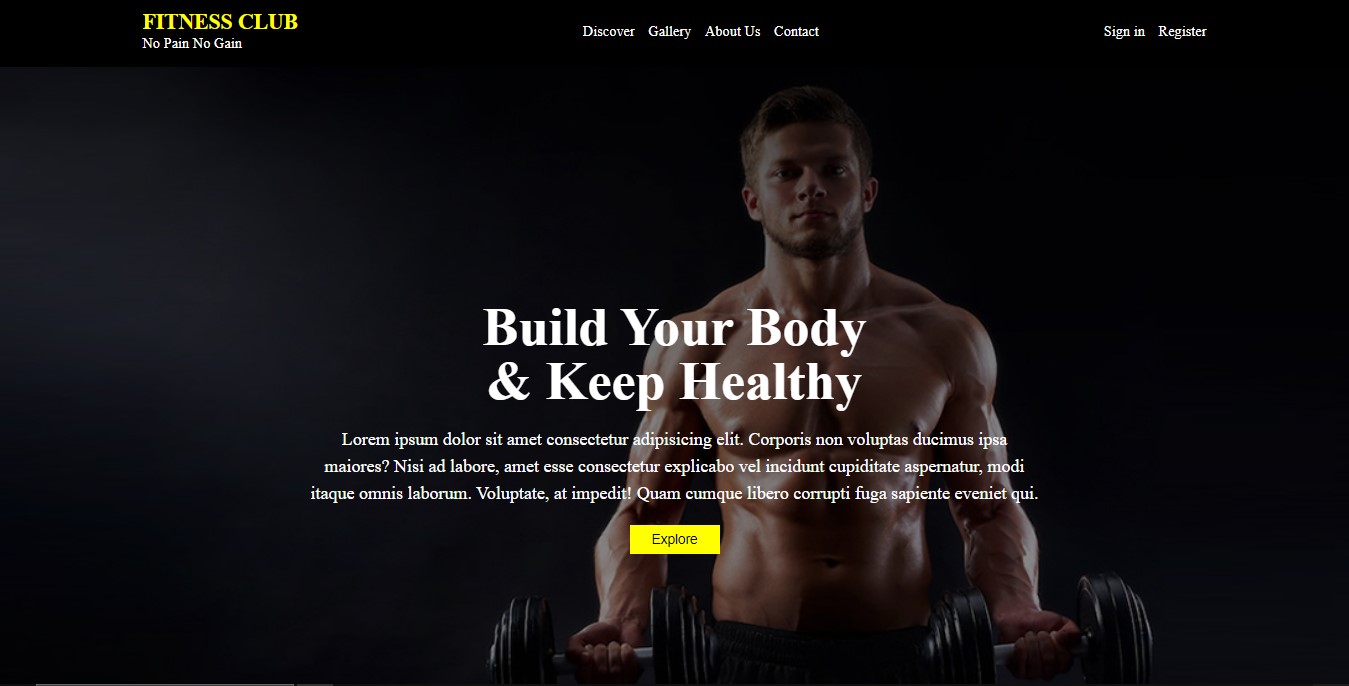 FITNESS CLUB
No Pain No Gain
Discover Gallery About Us Contact
Sign in Register
Build Your Body
& Keep Healthy
Lorem ipsum dolor sit amet consectetur adipisicing elit. Corporis non voluptas ducimus ipsa
maiores? Nisi ad labore, amet esse consectetur explicabo vel incidunt cupiditate aspernatur, modi
itaque omnis laborum. Voluptate, at impedit! Quam cumque libero corrupti fuga sapiente eveniet qui.
Explore